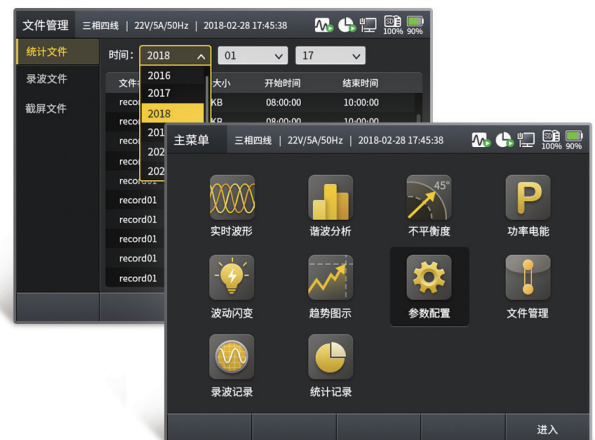 文件管理 三相四线 | 22V/5A/50Hz | 2018-02-28 17:45:38 100% 90%
统计文件
录波文件
截屏文件
时间： 2018 01 17
2016
2017
2018
大小 开始时间 结束时间
KB 08:00:00 10:00:00
record01
record01
record01
record01
record01
主菜单 三相四线 | 22V/5A/50Hz | 2018-02-28 17:45:38 100% 90%
实时波形 谐波分析 45° 不平衡度 P 功率电能
波动闪变 趋势图示 参数配置 文件管理
录波记录 统计记录
进入